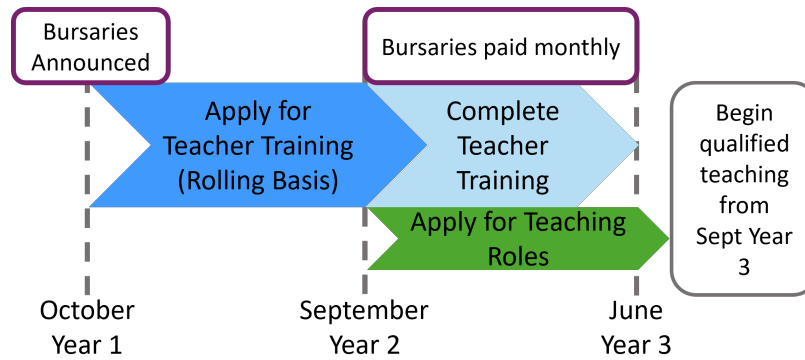 Bursaries
Announced
Bursaries paid monthly
Apply for
Teacher Training
(Rolling Basis)
Complete
Teacher
Training
Apply for Teaching
Roles
Begin
qualified
teaching
from
Sept Year
3
October
Year 1
September
Year 2
June
Year 3